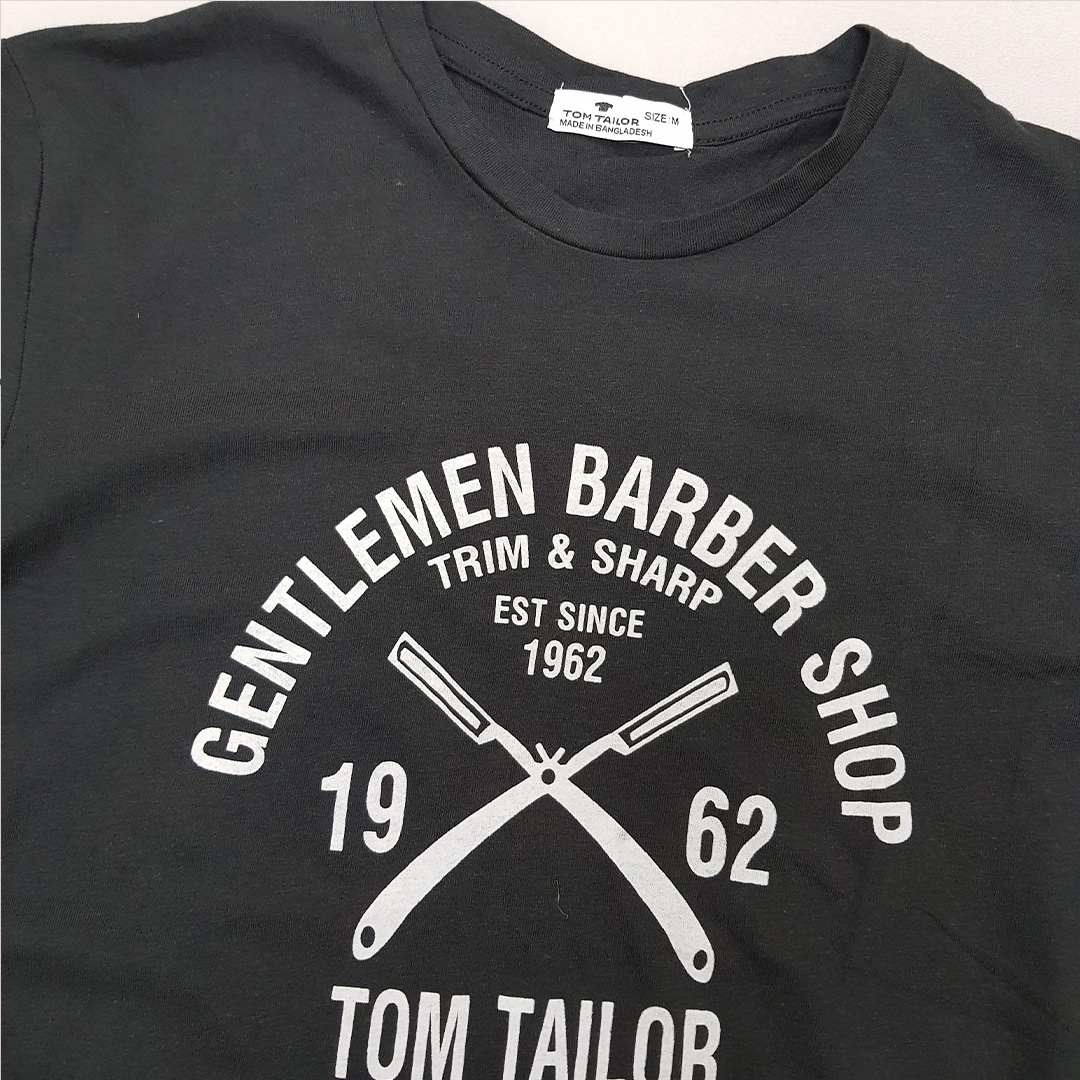 TOM TAILOR SIZE:M
MADE IN BANGLADESH
GENTLEMEN BARBER SHOP
TRIM & SHARP
EST SINCE
1962
19 62
TOM TAILOR